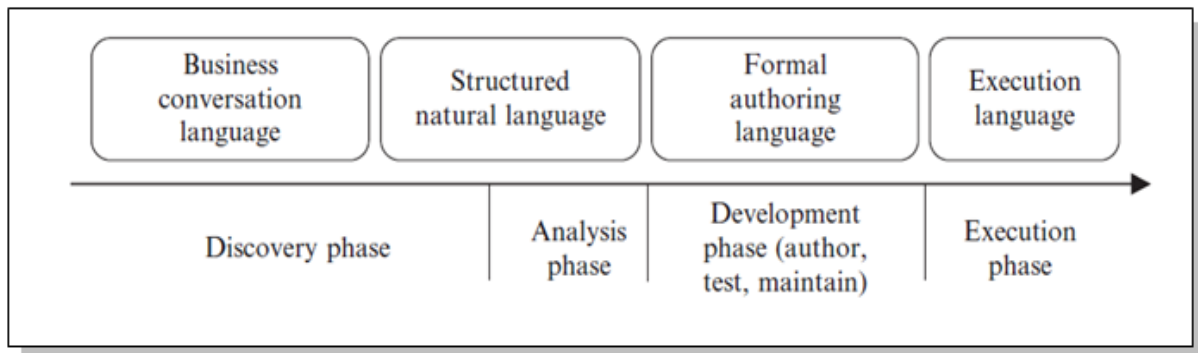 Business
conversation
language
Structured
natural language
Formal
authoring
language
Execution
language
Discovery phase
Analysis
phase
Development
phase (author,
test, maintain)
Execution
phase